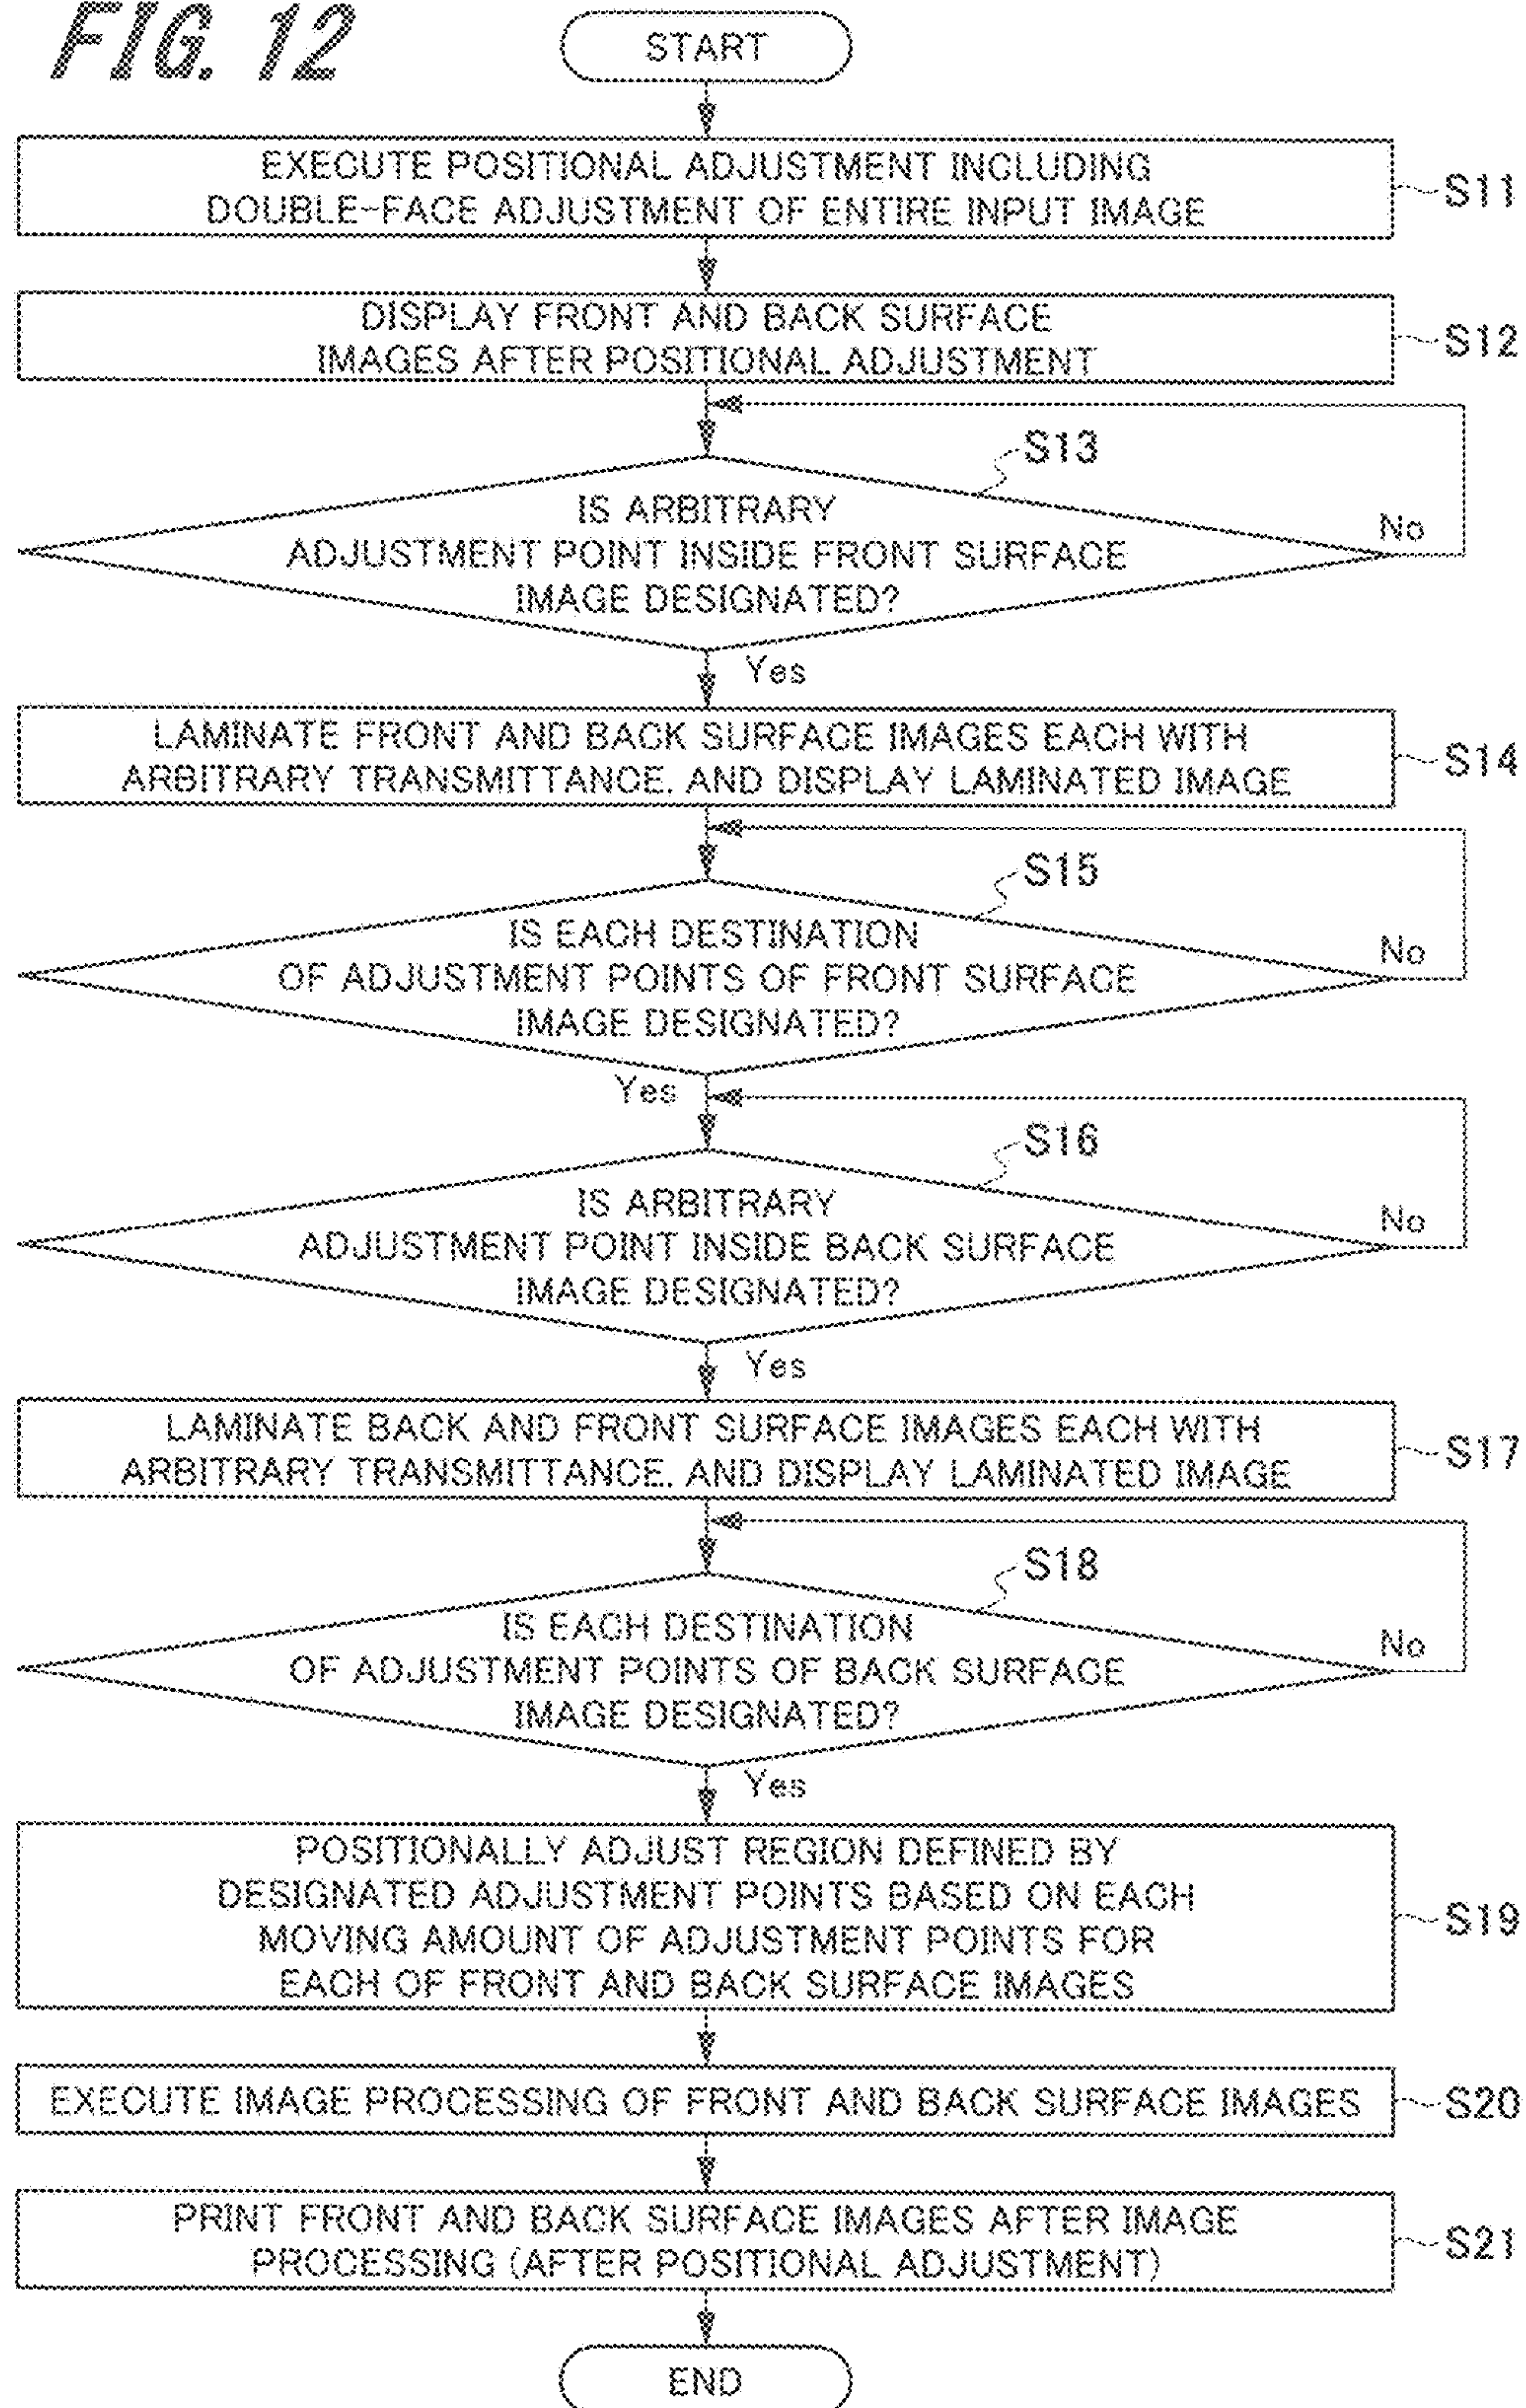 FIG. 12
START
EXECUTE POSITIONAL ADJUSTMENT INCLUDING
DOUBLE-FACE ADJUSTMENT OF ENTIRE INPUT IMAGE
S11
DISPLAY FRONT AND BACK SURFACE
IMAGES AFTER POSITIONAL ADJUSTMENT
S12
S13
IS ARBITRARY
ADJUSTMENT POINT INSIDE FRONT SURFACE
IMAGE DESIGNATED?
No
Yes
LAMINATE FRONT AND BACK SURFACE IMAGES EACH WITH
ARBITRARY TRANSMITTANCE, AND DISPLAY LAMINATED IMAGE
S14
S15
IS EACH DESTINATION
OF ADJUSTMENT POINTS OF FRONT SURFACE
IMAGE DESIGNATED?
No
Yes
S16
IS ARBITRARY
ADJUSTMENT POINT INSIDE BACK SURFACE
IMAGE DESIGNATED?
No
Yes
LAMINATE BACK AND FRONT SURFACE IMAGES EACH WITH
ARBITRARY TRANSMITTANCE, AND DISPLAY LAMINATED IMAGE
S17
S18
IS EACH DESTINATION
OF ADJUSTMENT POINTS OF BACK SURFACE
IMAGE DESIGNATED?
No
Yes
POSITIONALLY ADJUST REGION DEFINED BY
DESIGNATED ADJUSTMENT POINTS BASED ON EACH
MOVING AMOUNT OF ADJUSTMENT POINTS FOR
EACH OF FRONT AND BACK SURFACE IMAGES
S19
EXECUTE IMAGE PROCESSING OF FRONT AND BACK SURFACE IMAGES
S20
PRINT FRONT AND BACK SURFACE IMAGES AFTER IMAGE
PROCESSING (AFTER POSITIONAL ADJUSTMENT)
S21
END